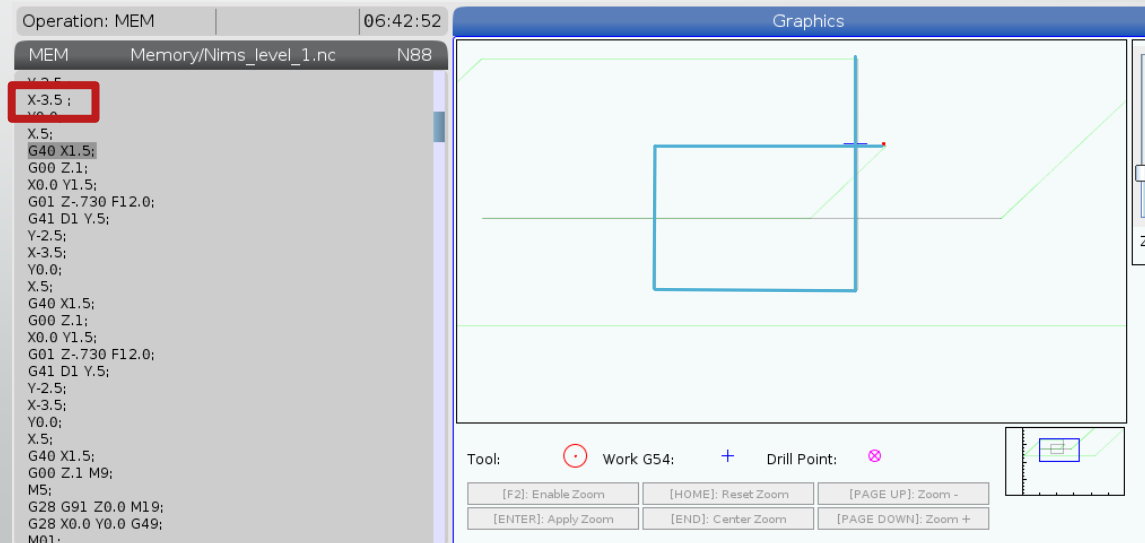 Operation: MEM 06:42:52
Graphics
MEM Memory/Nims_level_1.nc N88
X-3.5 ;
Y0.0;
X.5;
G40 X1.5;
G00 Z.1;
X0.0 Y1.5;
G01 Z-.730 F12.0;
G41 D1 Y.5;
Y-2.5;
X-3.5;
Y0.0;
X.5;
G40 X1.5;
G00 Z.1;
X0.0 Y1.5;
G01 Z-.730 F12.0;
G41 D1 Y.5;
Y-2.5;
X-3.5;
Y0.0;
X.5;
G40 X1.5;
G00 Z.1 M9;
M5;
G28 G91 Z0.0 M19;
G28 X0.0 Y0.0 G49;
M01;
Z
Tool: Work G54: Drill Point:
[F2]: Enable Zoom [HOME]: Reset Zoom [PAGE UP]: Zoom -
[ENTER]: Apply Zoom [END]: Center Zoom [PAGE DOWN]: Zoom +